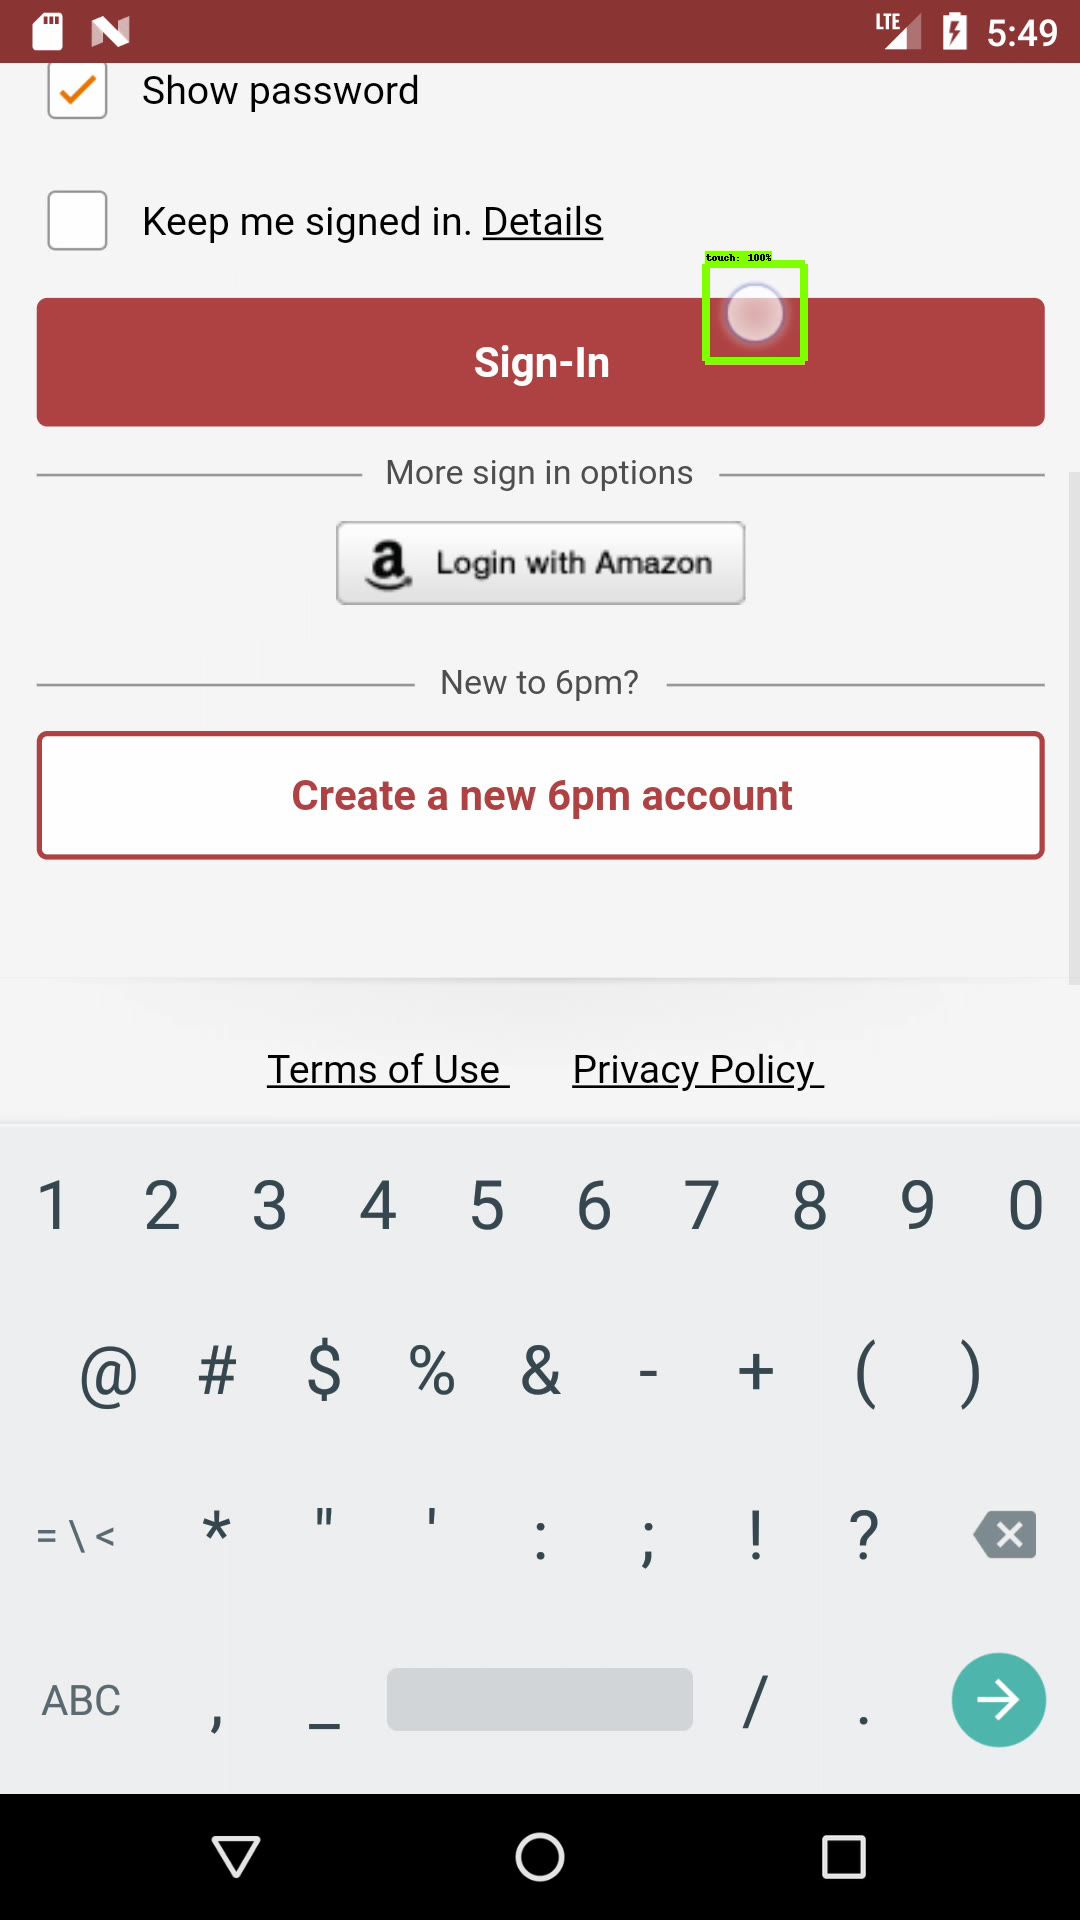 LTE 5:49
Show password
Keep me signed in. Details
touch: 100%
Sign-In
More sign in options
a Login with Amazon
New to 6pm?
Create a new 6pm account
Terms of Use Privacy Policy
1 2 3 4 5 6 7 8 9 0
@ # $ % & - + ( )
= \ < * " ' : ; ! ?
ABC , _ / .